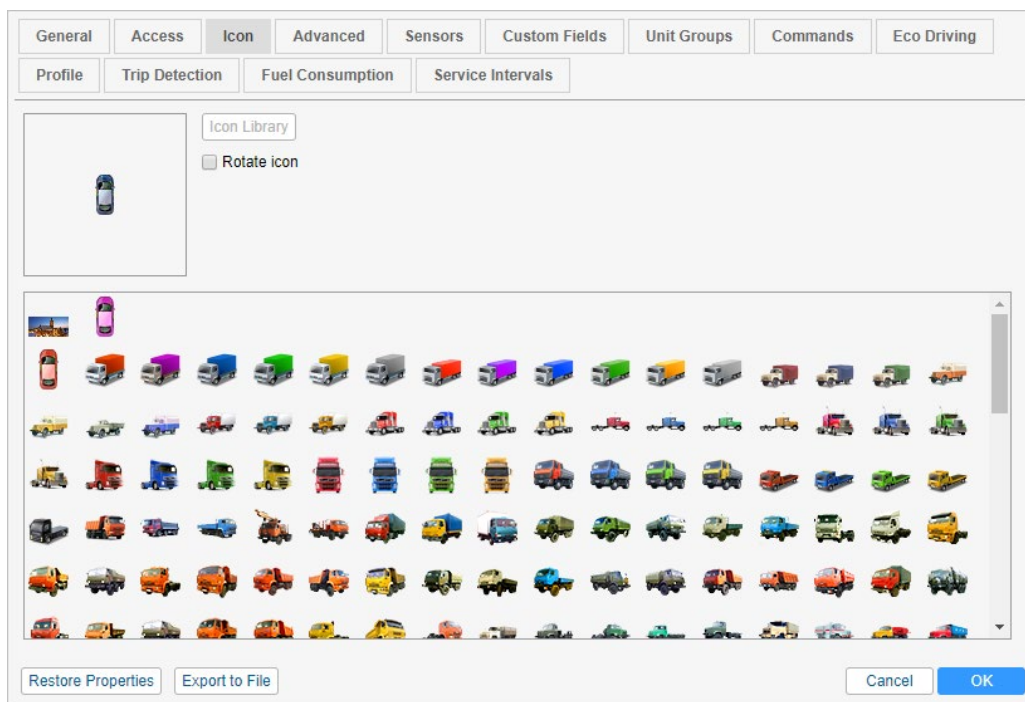 General Access Icon Advanced Sensors Custom Fields Unit Groups Commands Eco Driving
Profile Trip Detection Fuel Consumption Service Intervals
Icon Library
Rotate icon
Restore Properties Export to File Cancel OK